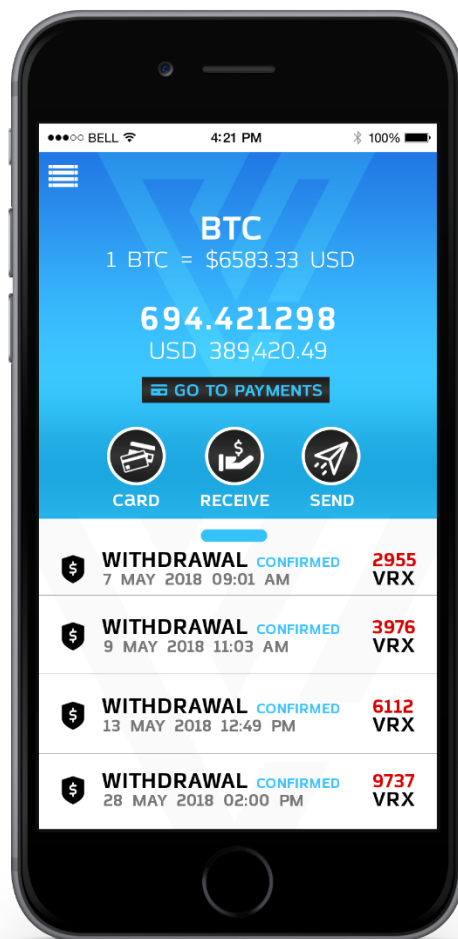 BELL 4:21 PM 100%
BTC
1 BTC = $6583.33 USD
694.421298
USD 389,420.49
GO TO PAYMENTS
CARD RECEIVE SEND
WITHDRAWAL CONFIRMED 2955
7 MAY 2018 09:01 AM VRX
WITHDRAWAL CONFIRMED 3976
9 MAY 2018 11:03 AM VRX
WITHDRAWAL CONFIRMED 6112
13 MAY 2018 12:49 PM VRX
WITHDRAWAL CONFIRMED 9737
28 MAY 2018 02:00 PM VRX